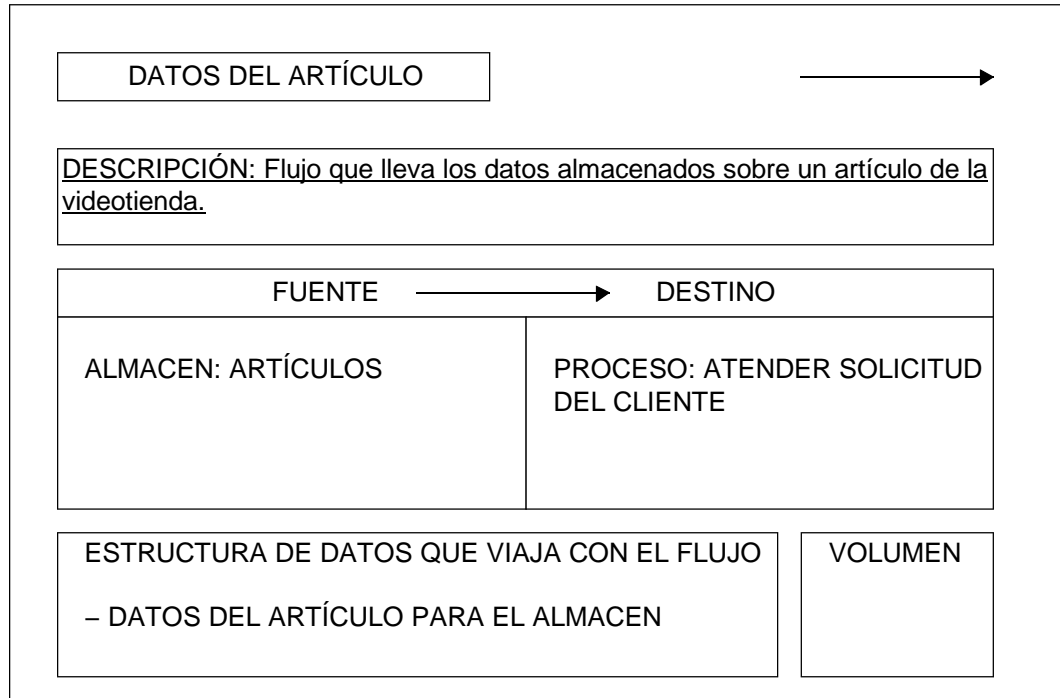 DATOS DEL ARTÍCULO
DESCRIPCIÓN: Flujo que lleva los datos almacenados sobre un artículo de la
videotienda.
FUENTE DESTINO
ALMACEN: ARTÍCULOS
PROCESO: ATENDER SOLICITUD
DEL CLIENTE
ESTRUCTURA DE DATOS QUE VIAJA CON EL FLUJO
– DATOS DEL ARTÍCULO PARA EL ALMACEN
VOLUMEN